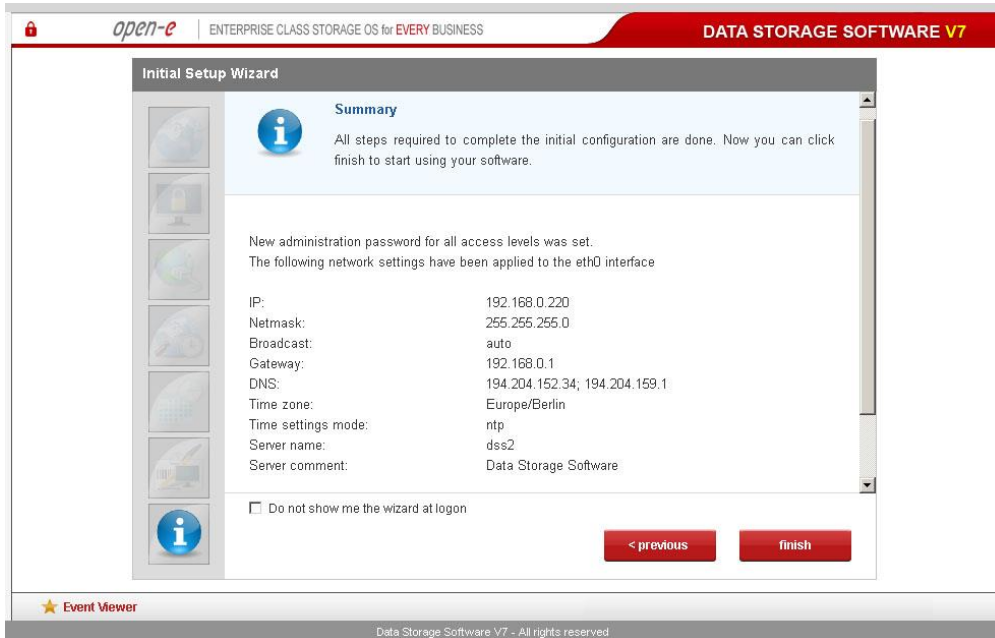 open-e ENTERPRISE CLASS STORAGE OS for EVERY BUSINESS DATA STORAGE SOFTWARE V7
Initial Setup Wizard
Summary
All steps required to complete the initial configuration are done. Now you can click
finish to start using your software.
New administration password for all access levels was set.
The following network settings have been applied to the eth0 interface
IP: 192.168.0.220
Netmask: 255.255.255.0
Broadcast: auto
Gateway: 192.168.0.1
DNS: 194.204.152.34; 194.204.159.1
Time zone: Europe/Berlin
Time settings mode: ntp
Server name: dss2
Server comment: Data Storage Software
Do not show me the wizard at logon
< previous finish
Event Viewer
Data Storage Software V7 - All rights reserved